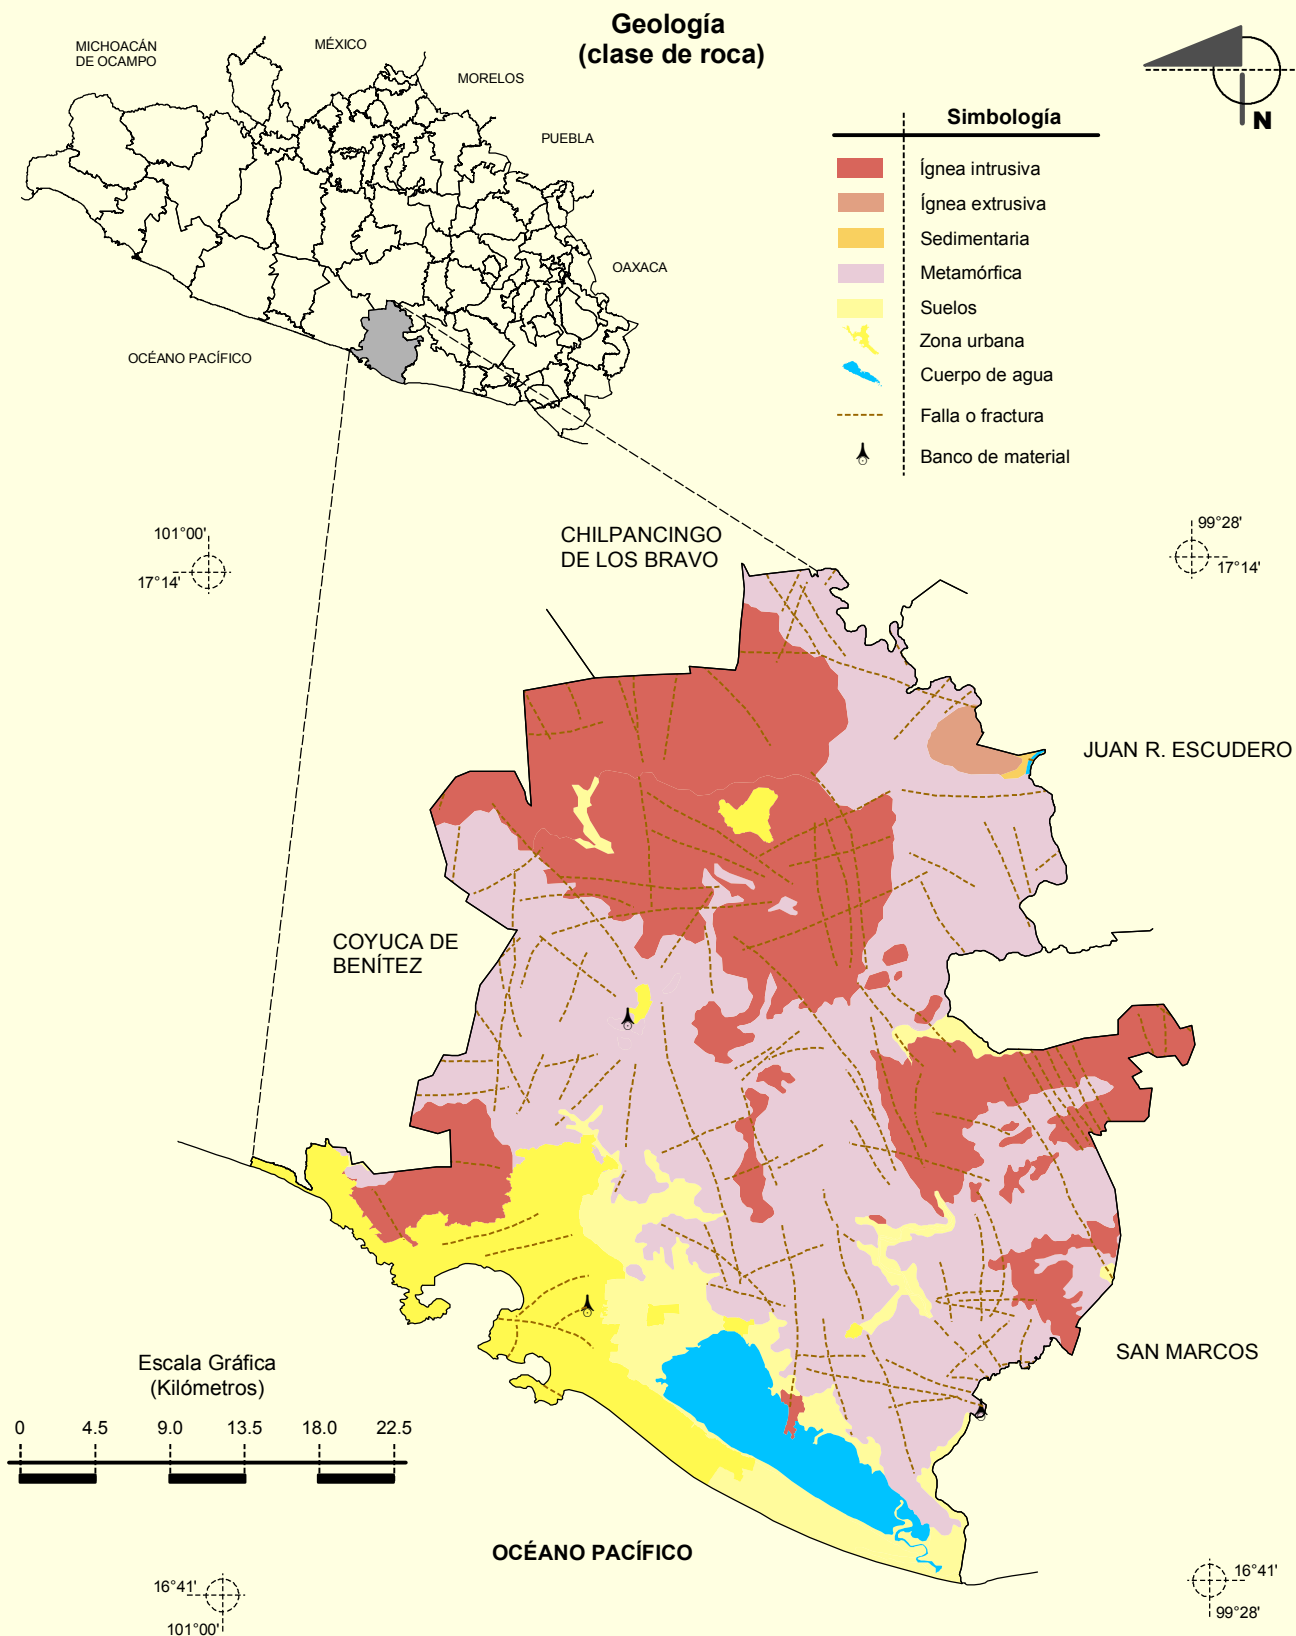 Geología
(clase de roca)
MICHOACÁN
DE OCAMPO
MÉXICO
MORELOS
PUEBLA
OAXACA
OCÉANO PACÍFICO
N
Simbología
Ígnea intrusiva
Ígnea extrusiva
Sedimentaria
Metamórfica
Suelos
Zona urbana
Cuerpo de agua
Falla o fractura
Banco de material
101°00'
17°14'
99°28'
17°14'
CHILPANCINGO
DE LOS BRAVO
JUAN R. ESCUDERO
COYUCA DE
BENÍTEZ
SAN MARCOS
Escala Gráfica
(Kilómetros)
0 4.5 9.0 13.5 18.0 22.5
OCÉANO PACÍFICO
16°41'
101°00'
16°41'
99°28'